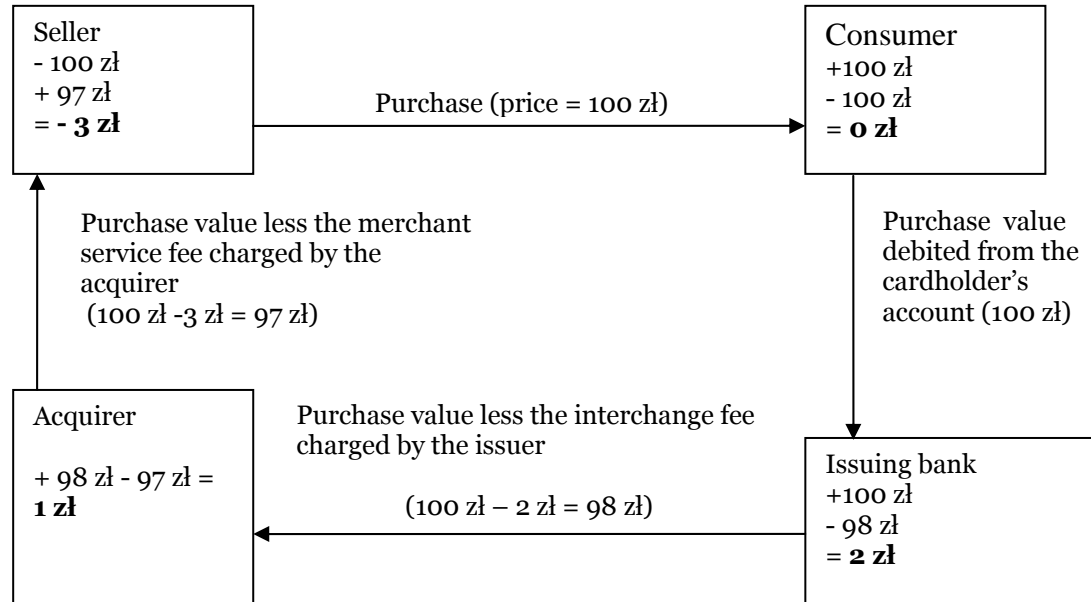 Seller
- 100 zł
+ 97 zł
= - 3 zł
Purchase (price = 100 zł)
Consumer
+100 zł
- 100 zł
= 0 zł
Purchase value less the merchant
service fee charged by the
acquirer
(100 zł -3 zł = 97 zł)
Purchase value
debited from the
cardholder’s
account (100 zł)
Acquirer
+ 98 zł - 97 zł =
1 zł
Purchase value less the interchange fee
charged by the issuer
(100 zł – 2 zł = 98 zł)
Issuing bank
+100 zł
- 98 zł
= 2 zł